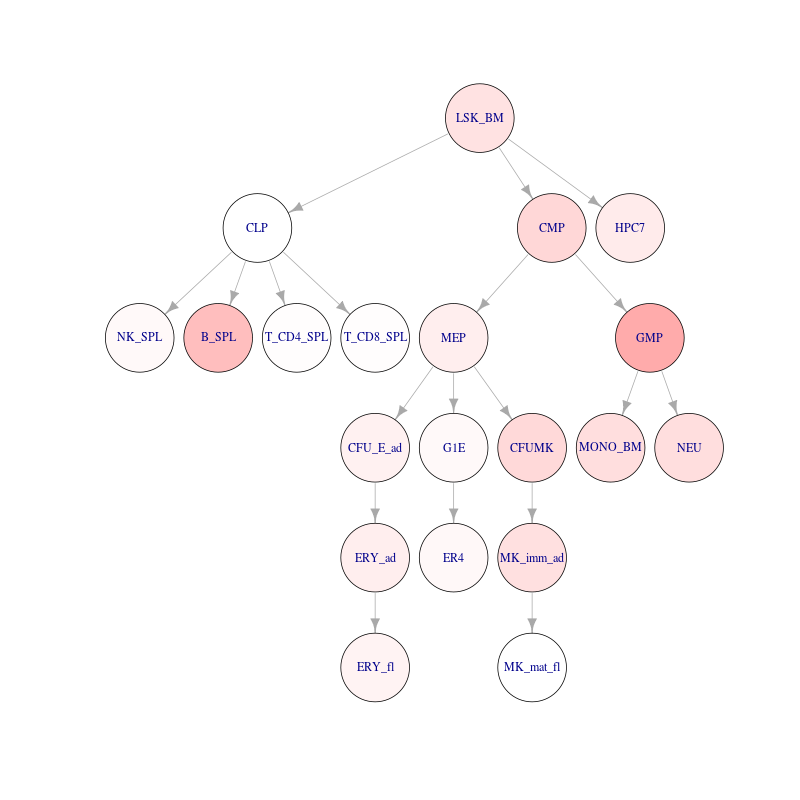 LSK_BM
CLP
CMP
HPC7
NK_SPL
B_SPL
T_CD4_SPL
T_CD8_SPL
MEP
GMP
CFU_E_ad
G1E
CFUMK
MONO_BM
NEU
ERY_ad
ER4
MK_imm_ad
ERY_fl
MK_mat_fl